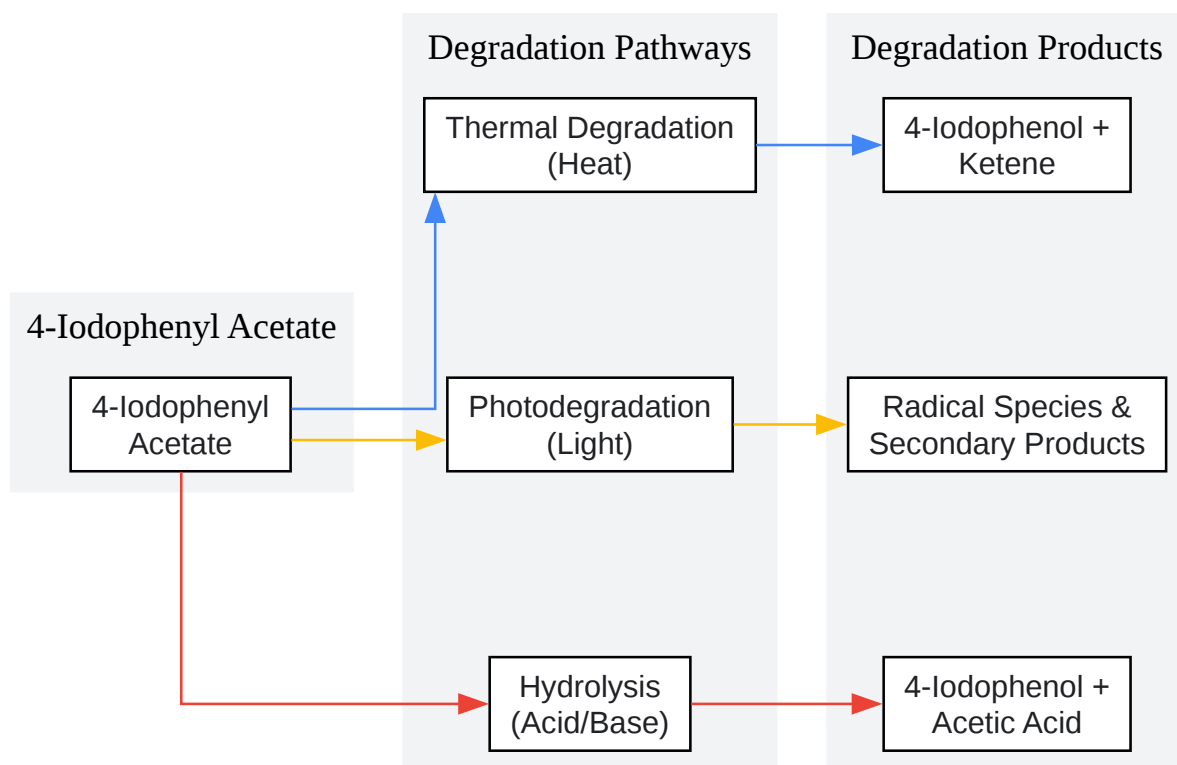 Degradation Pathways
Degradation Products
Thermal Degradation
(Heat)
4-Iodophenol +
Ketene
4-Iodophenyl Acetate
4-Iodophenyl
Acetate
Photodegradation
(Light)
Radical Species &
Secondary Products
Hydrolysis
(Acid/Base)
4-Iodophenol +
Acetic Acid